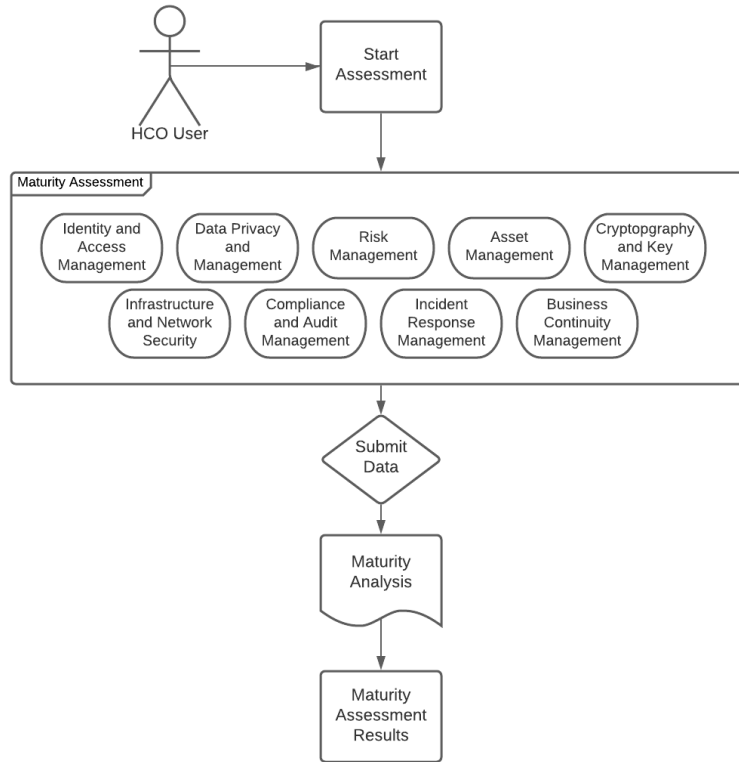 Start
Assessment
HCO User
Maturity Assessment
Identity and
Access
Management
Data Privacy
and
Management
Risk
Management
Asset
Management
Cryptopgraphy
and Key
Management
Infrastructure
and Network
Security
Compliance
and Audit
Management
Incident
Response
Management
Business
Continuity
Management
Submit
Data
Maturity
Analysis
Maturity
Assessment
Results